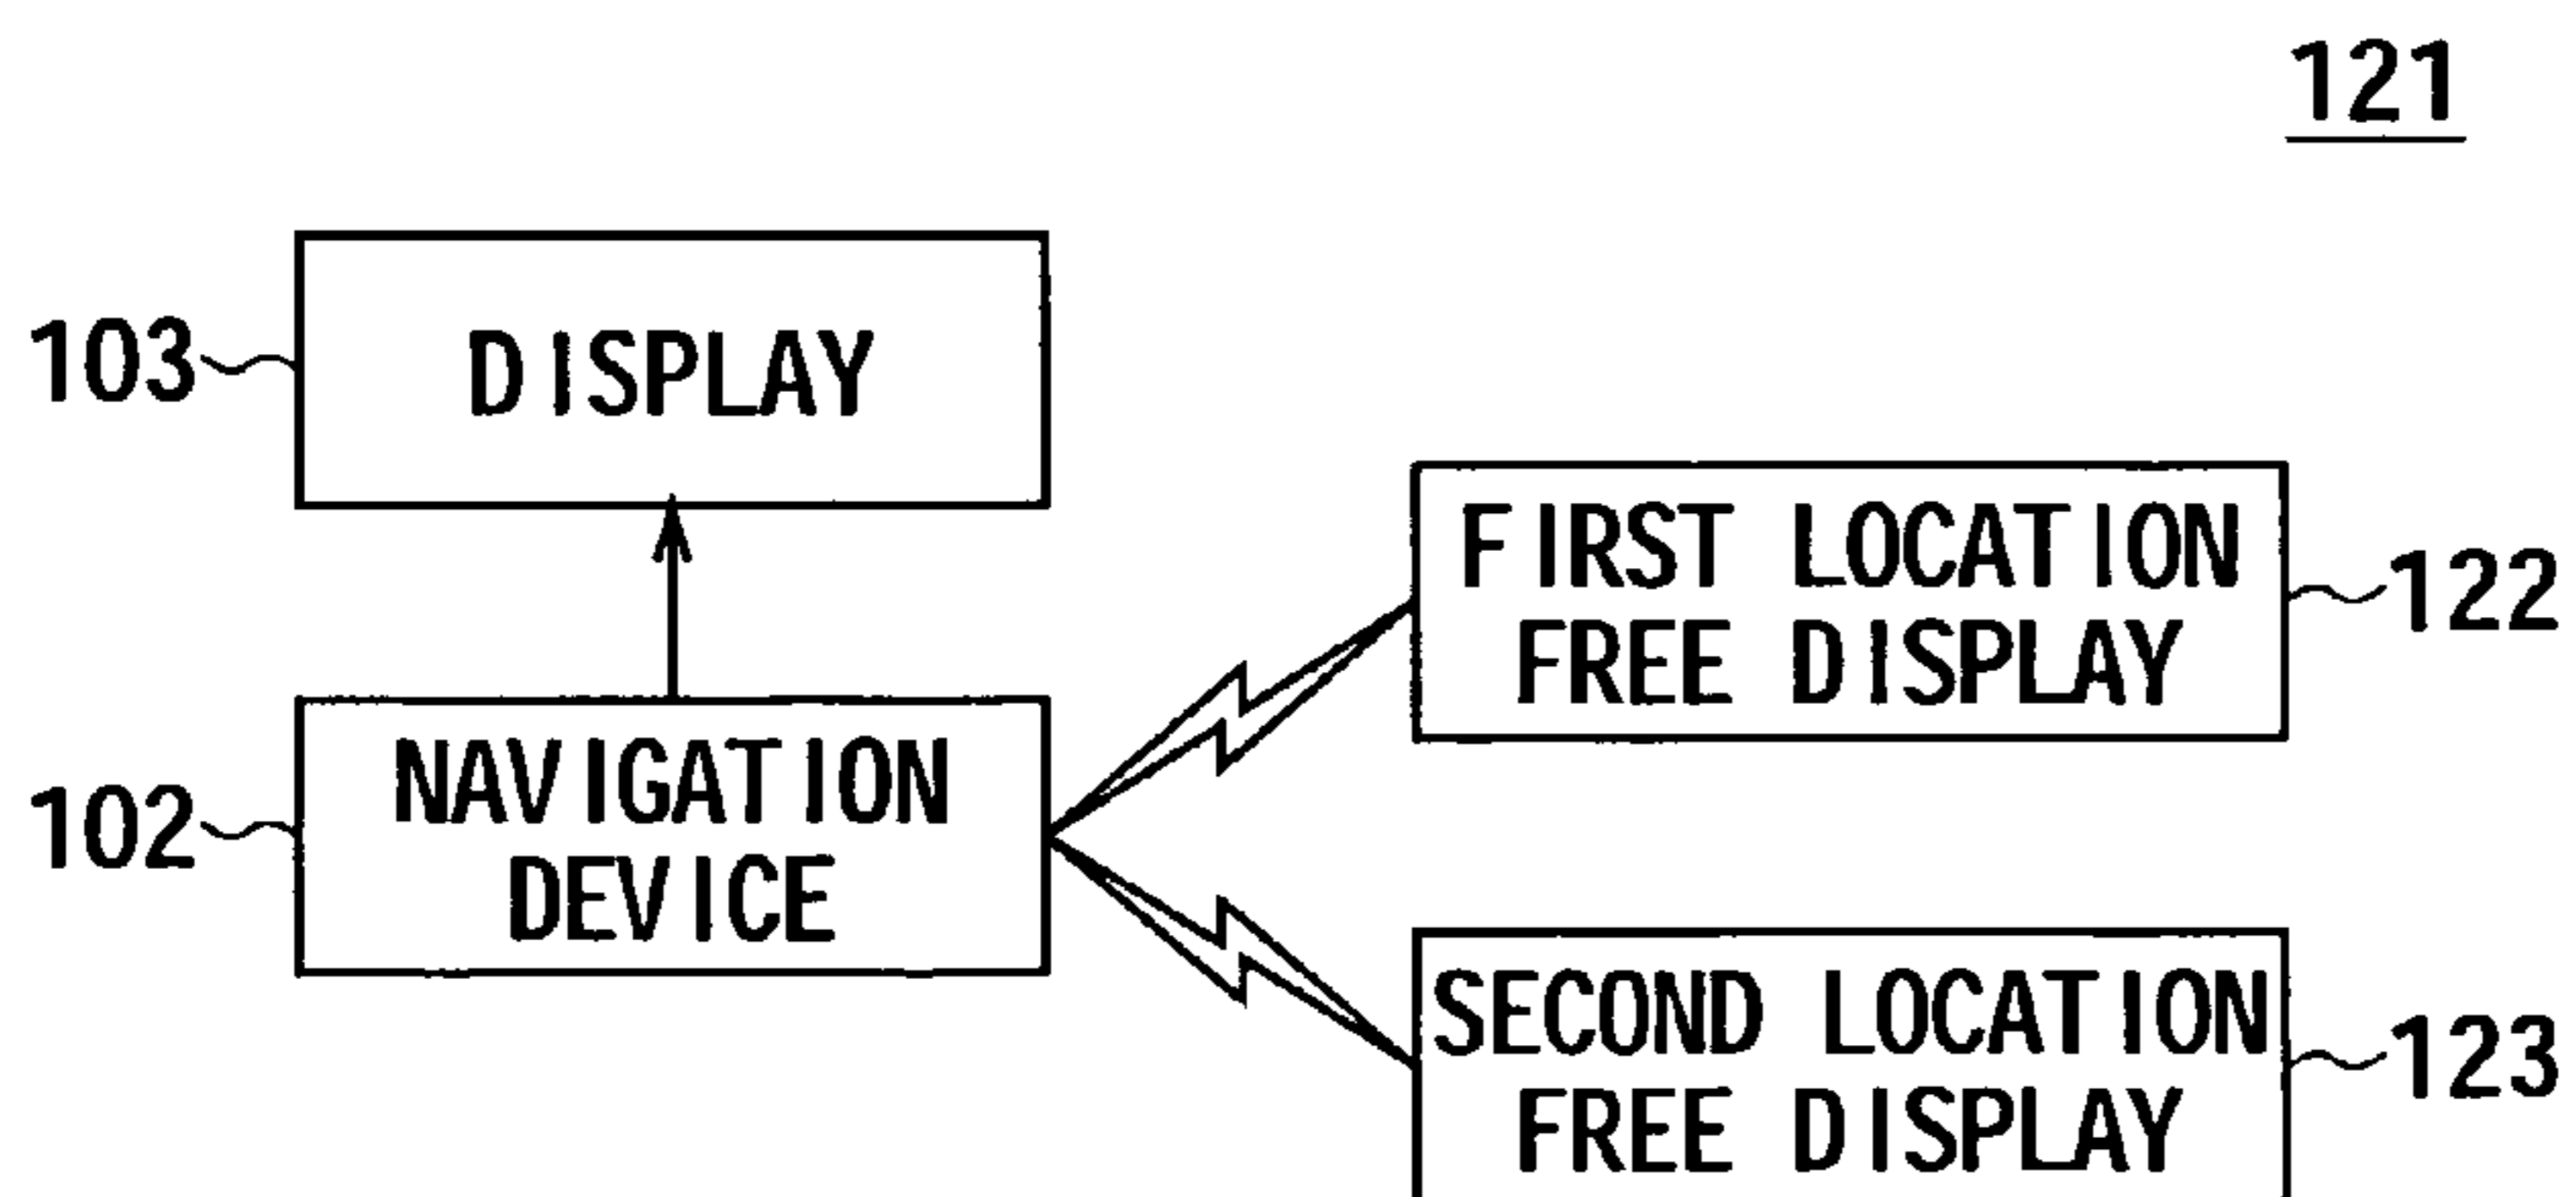 121
103
DISPLAY
FIRST LOCATION
FREE DISPLAY
122
102
NAVIGATION
DEVICE
SECOND LOCATION
FREE DISPLAY
123